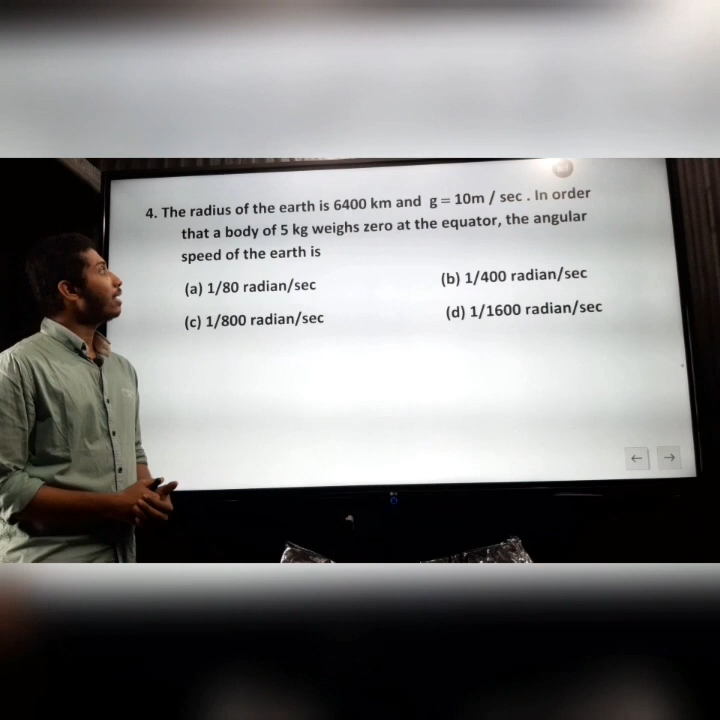 4. The radius of the earth is 6400 km and g = 10m / sec . In order
that a body of 5 kg weighs zero at the equator, the angular
speed of the earth is
(a) 1/80 radian/sec (b) 1/400 radian/sec
(c) 1/800 radian/sec (d) 1/1600 radian/sec